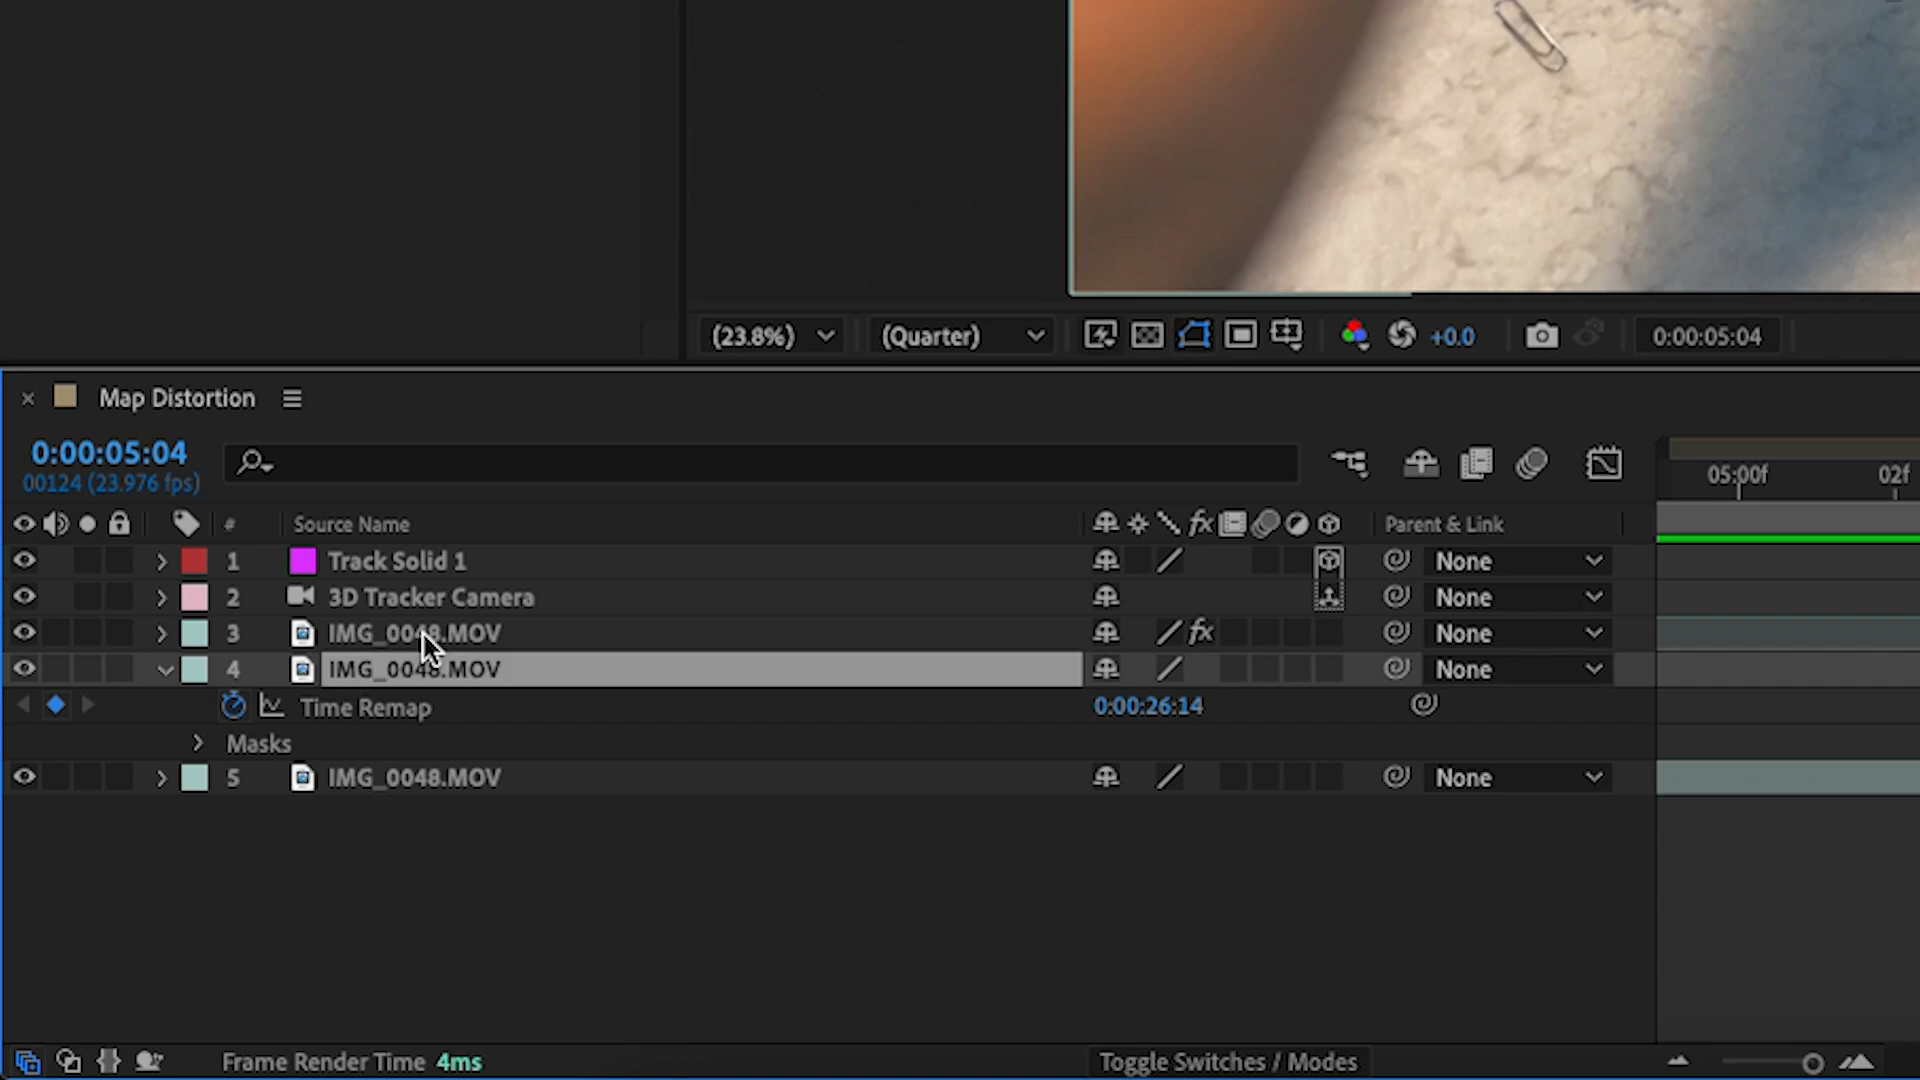 (23.8%) (Quarter) +0.0 0:00:05:04
Map Distortion
0:00:05:04
00124 (23.976 fps)
05:00f 02f
# Source Name fx Parent & Link
1 Track Solid 1 None
2 3D Tracker Camera None
3 IMG_0048.MOV fx None
4 IMG_0048.MOV None
Time Remap 0:00:26:14
Masks
5 IMG_0048.MOV None
Frame Render Time 4ms Toggle Switches / Modes